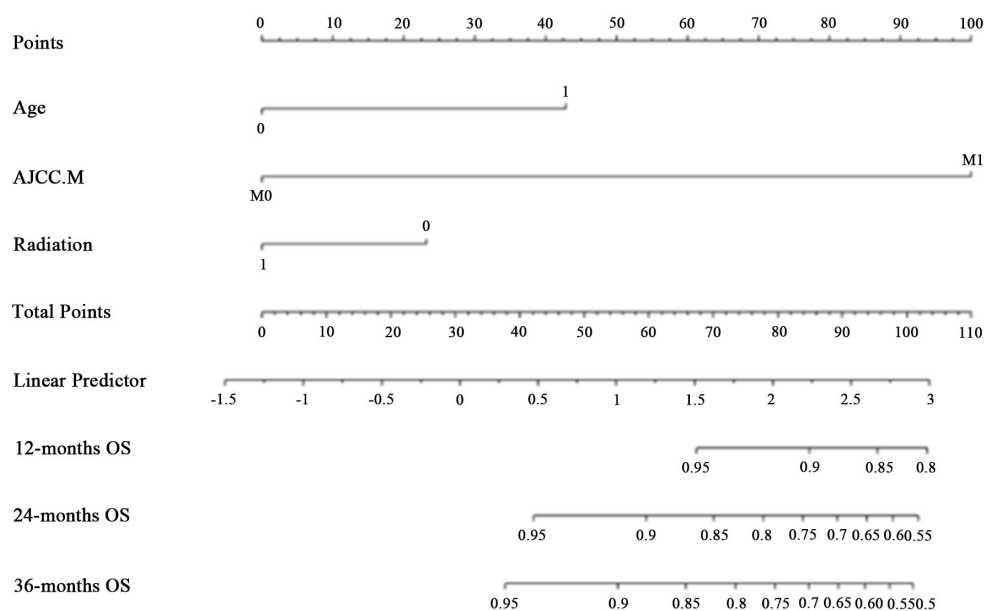 0 10 20 30 40 50 60 70 80 90 100
Points
1
Age
0
M1
AJCC.M
M0
0
Radiation
1
Total Points
0 10 20 30 40 50 60 70 80 90 100 110
Linear Predictor
-1.5 -1 -0.5 0 0.5 1 1.5 2 2.5 3
12-months OS
0.95 0.9 0.85 0.8
24-months OS
0.95 0.9 0.85 0.8 0.75 0.7 0.65 0.60 0.55
36-months OS
0.95 0.9 0.85 0.8 0.75 0.7 0.65 0.60 0.55 0.5